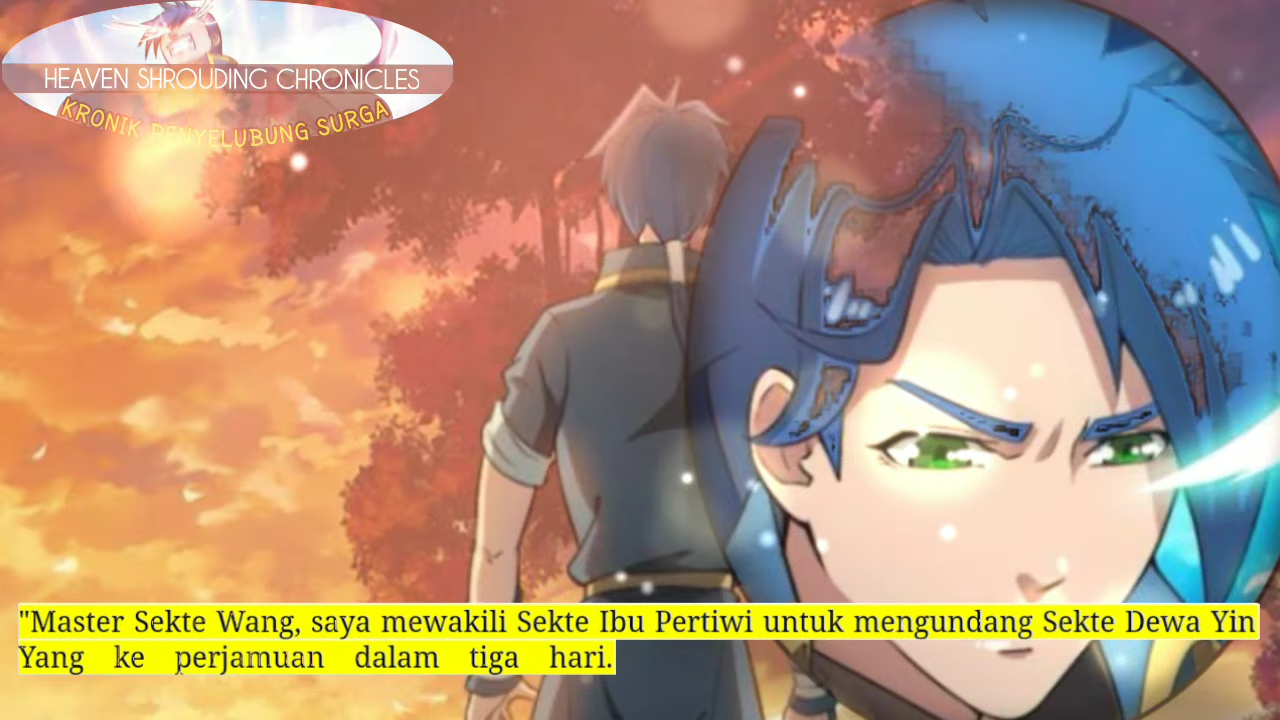 HEAVEN SHROUDING CHRONICLES
KRONIK PENYELUBUNG SURGA
"Master Sekte Wang, saya mewakili Sekte Ibu Pertiwi untuk mengundang Sekte Dewa Yin
Yang ke perjamuan dalam tiga hari.